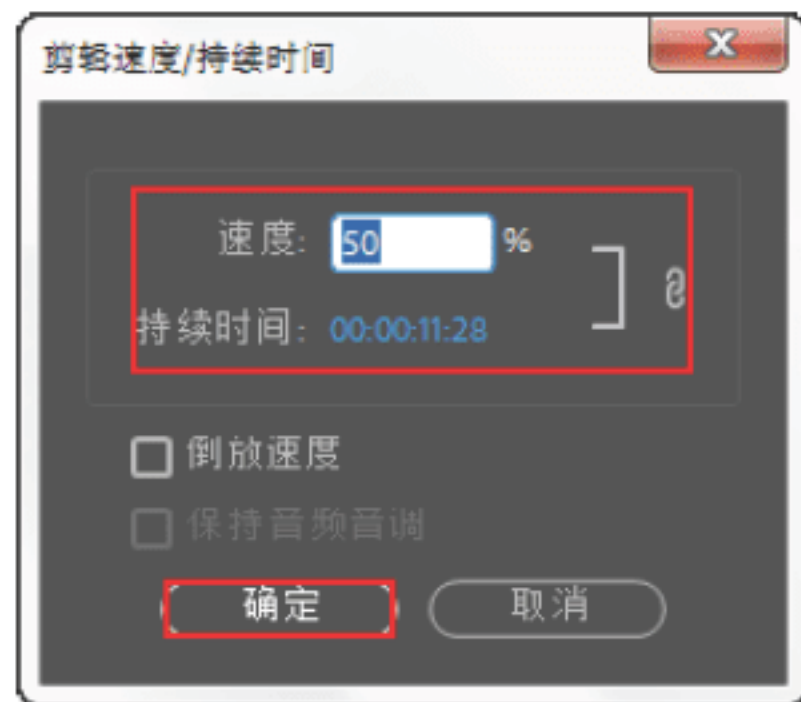 剪辑速度/持续时间
速度: 50 %
持续时间: 00:00:11:28
倒放速度
保持音频音调
确定 取消